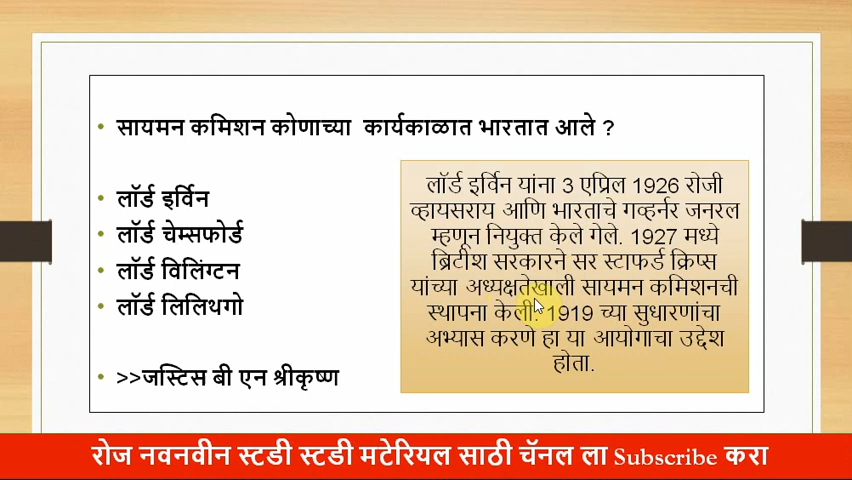 सायमन कमिशन कोणाच्या कार्यकाळात भारतात आले ?
लॉर्ड इर्विन
लॉर्ड चेम्सफोर्ड
लॉर्ड विलिंग्टन
लॉर्ड लिलिथगो
>>जस्टिस बी एन श्रीकृष्ण
लॉर्ड इर्विन यांना 3 एप्रिल 1926 रोजी
व्हायसराय आणि भारताचे गव्हर्नर जनरल
म्हणून नियुक्त केले गेले. 1927 मध्ये
ब्रिटीश सरकारने सर स्टाफर्ड क्रिप्स
यांच्या अध्यक्षतेखाली सायमन कमिशनची
स्थापना केली. 1919 च्या सुधारणांचा
अभ्यास करणे हा या आयोगाचा उद्देश
होता.
रोज नवनवीन स्टडी स्टडी मटेरियल साठी चॅनल ला Subscribe करा